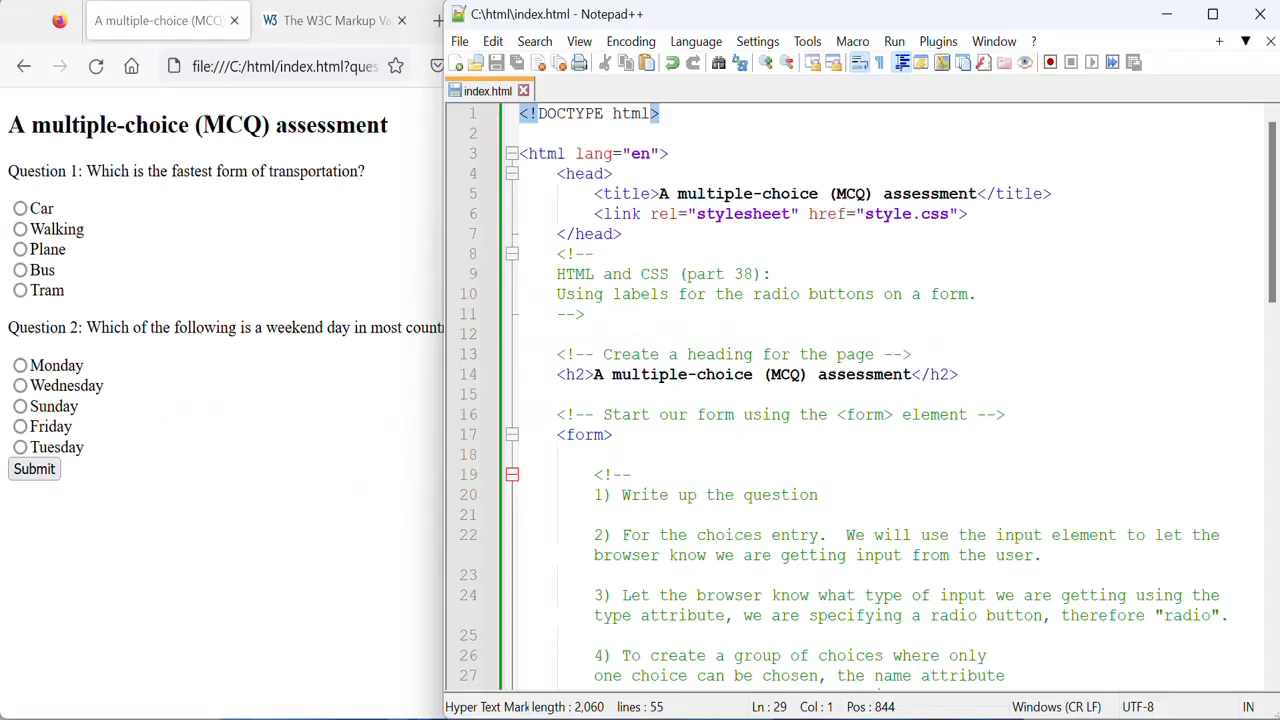 A multiple-choice (MCQ)
The W3C Markup Va
C:\html\index.html - Notepad++
File Edit Search View Encoding Language Settings Tools Macro Run Plugins Window ?
file:///C:/html/index.html?ques
index.html
A multiple-choice (MCQ) assessment
Question 1: Which is the fastest form of transportation?
Car
Walking
Plane
Bus
Tram
Question 2: Which of the following is a weekend day in most countr
Monday
Wednesday
Sunday
Friday
Tuesday
Submit
1 <!DOCTYPE html>
2
3 <html lang="en">
4 <head>
5 <title>A multiple-choice (MCQ) assessment</title>
6 <link rel="stylesheet" href="style.css">
7 </head>
8 <!--
9 HTML and CSS (part 38):
10 Using labels for the radio buttons on a form.
11 -->
12
13 <!-- Create a heading for the page -->
14 <h2>A multiple-choice (MCQ) assessment</h2>
15
16 <!-- Start our form using the <form> element -->
17 <form>
18
19 <!--
20 1) Write up the question
21
22 2) For the choices entry.  We will use the input element to let the
browser know we are getting input from the user.
23
24 3) Let the browser know what type of input we are getting using the
type attribute, we are specifying a radio button, therefore "radio".
25
26 4) To create a group of choices where only
27 one choice can be chosen, the name attribute
Hyper Text Mark length : 2,060 lines : 55 Ln : 29 Col : 1 Pos : 844 Windows (CR LF) UTF-8 IN